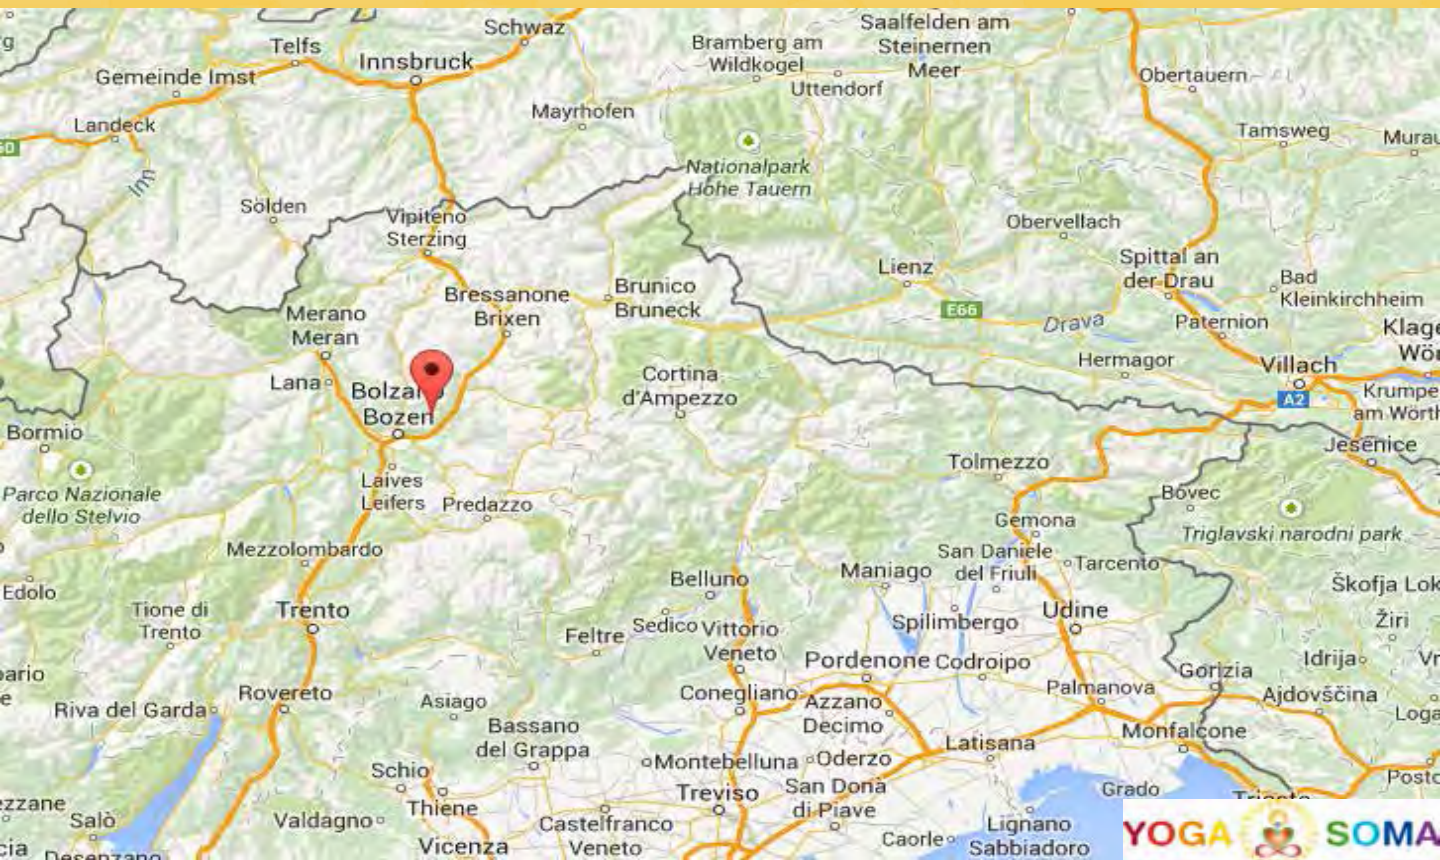 Schwaz
Saalfelden am
Steinernen
Meer
Telfs
Bramberg am
Wildkogel
Innsbruck
Gemeinde Imst
Obertauern
Uttendorf
Mayrhofen
Landeck
Tamsweg
Murau
Nationalpark
Hohe Tauern
Inn
Sölden
Vipiteno
Sterzing
Obervellach
Spittal an
der Drau
Lienz
Bad
Kleinkirchheim
Brunico
Bruneck
Bressanone
Brixen
E66
Drava
Merano
Meran
Paternion
Klage
Wör
Hermagor
Villach
Lana
Cortina
d'Ampezzo
Bolzano
Bozen
A2
Krumpe
am Wörth
Bormio
Jesenice
Tolmezzo
Laives
Leifers
Predazzo
Parco Nazionale
dello Stelvio
Bovec
Gemona
Triglavski narodni park
Mezzolombardo
San Daniele
del Friuli
Tarcento
Maniago
Belluno
Edolo
Škofja Lok
Tione di
Trento
Trento
Udine
Spilimbergo
Žiri
Feltre
Sedico
Vittorio
Veneto
Pordenone
Codroipo
Idrija
Gorizia
Rovereto
Conegliano
Palmanova
Ajdovščina
Riva del Garda
Asiago
Azzano
Decimo
Loga
Bassano
del Grappa
Monfalcone
Latisana
Montebelluna
Oderzo
Schio
Posto
San Donà
di Piave
Treviso
Grado
Thiene
Salò
Valdagno
Castelfranco
Veneto
Lignano
Sabbiadoro
Caorle
Vicenza
YOGA SOMA